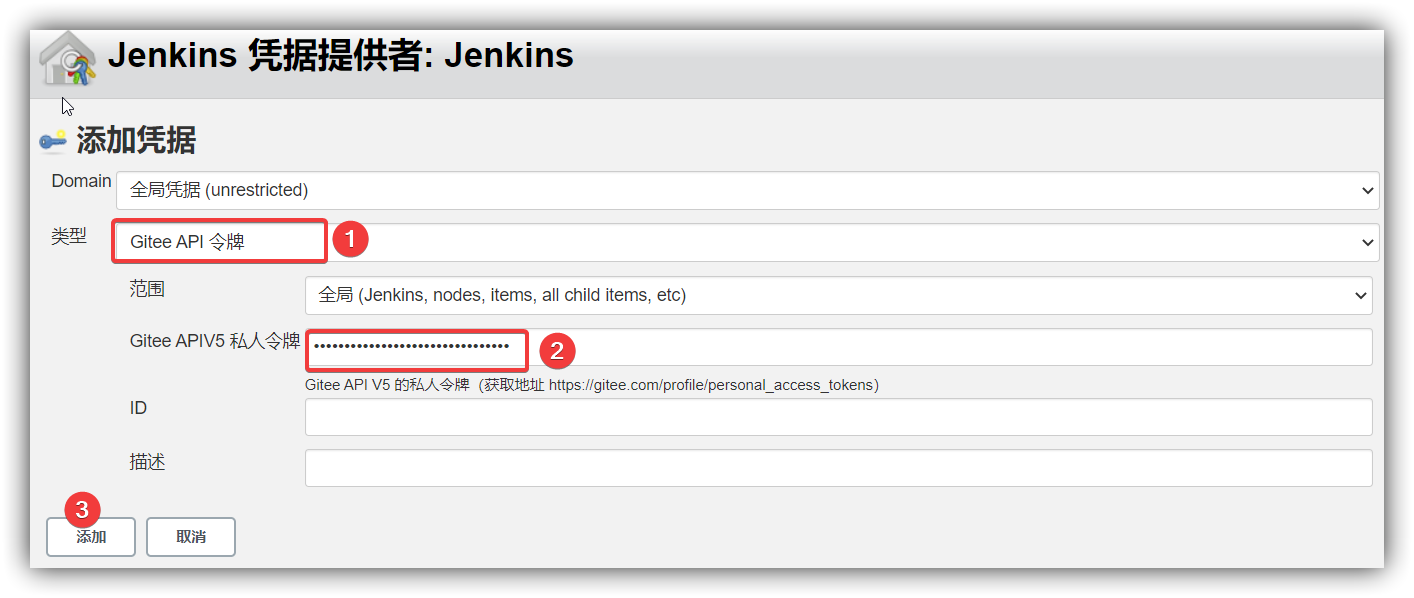 Jenkins 凭据提供者: Jenkins
添加凭据
Domain 全局凭据 (unrestricted)
类型 Gitee API 令牌 1
范围 全局 (Jenkins, nodes, items, all child items, etc)
Gitee APIV5 私人令牌 •••••••••••••••••••••••••••••••• 2
Gitee API V5 的私人令牌（获取地址 https://gitee.com/profile/personal_access_tokens）
ID
描述
3
添加 取消